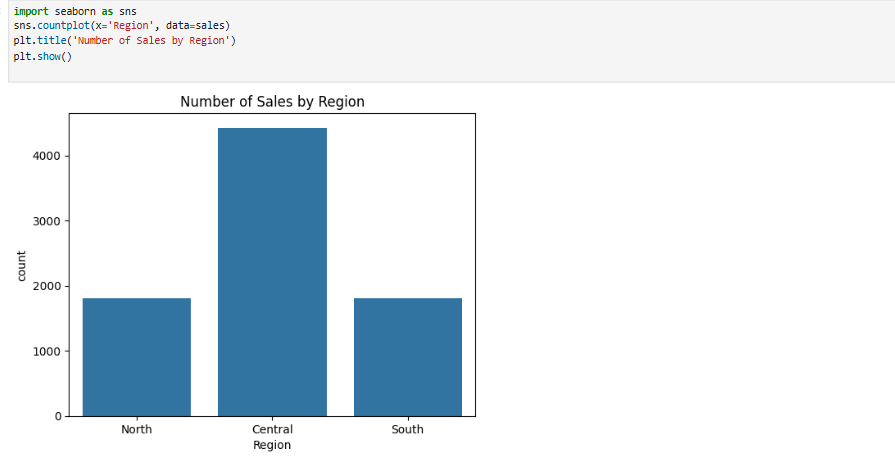 import seaborn as sns
sns.countplot(x='Region', data=sales)
plt.title('Number of Sales by Region')
plt.show()
Number of Sales by Region
4000
3000
2000
1000
0
count
North Central South
Region